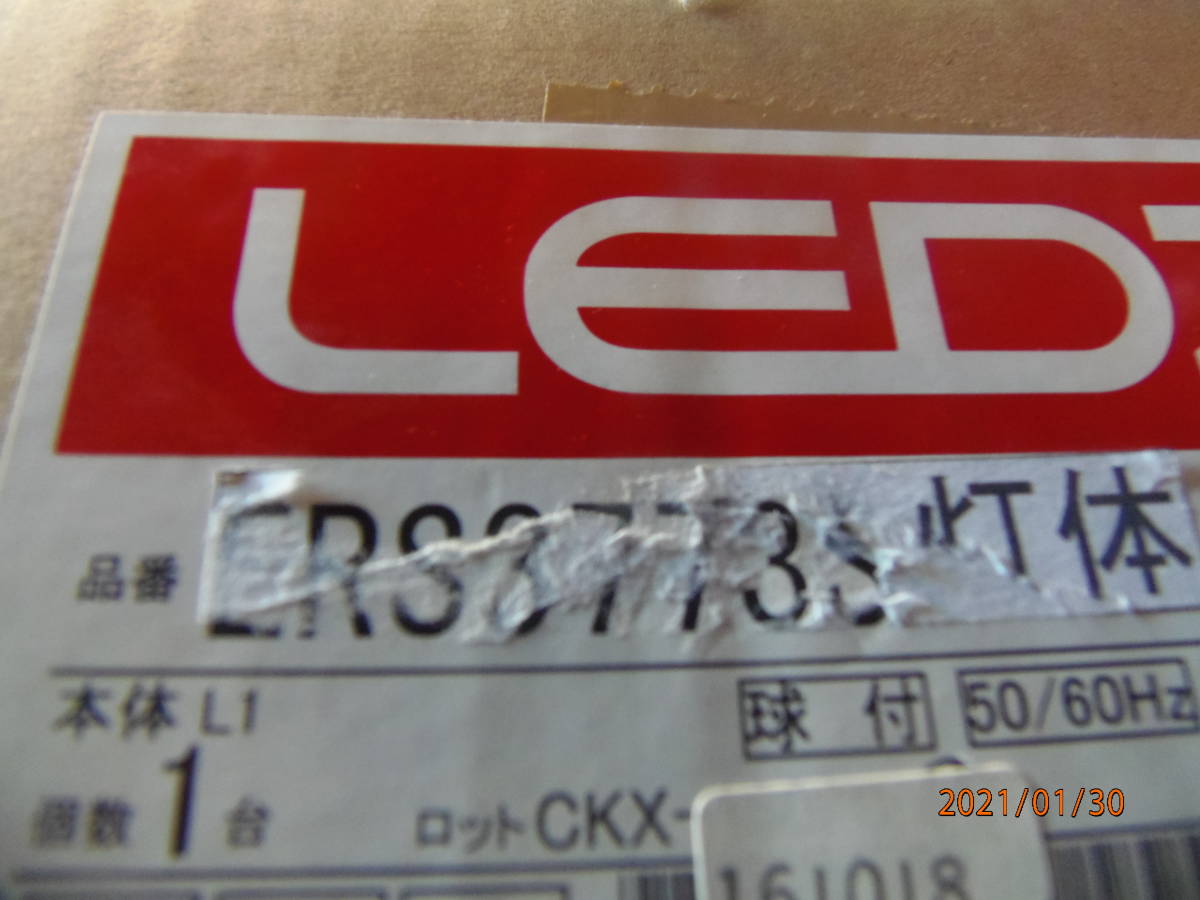 LED
品番 灯体
本体 L1 球付 50/60Hz
個数 1 台 ロット CKX-
2021/01/30
161018